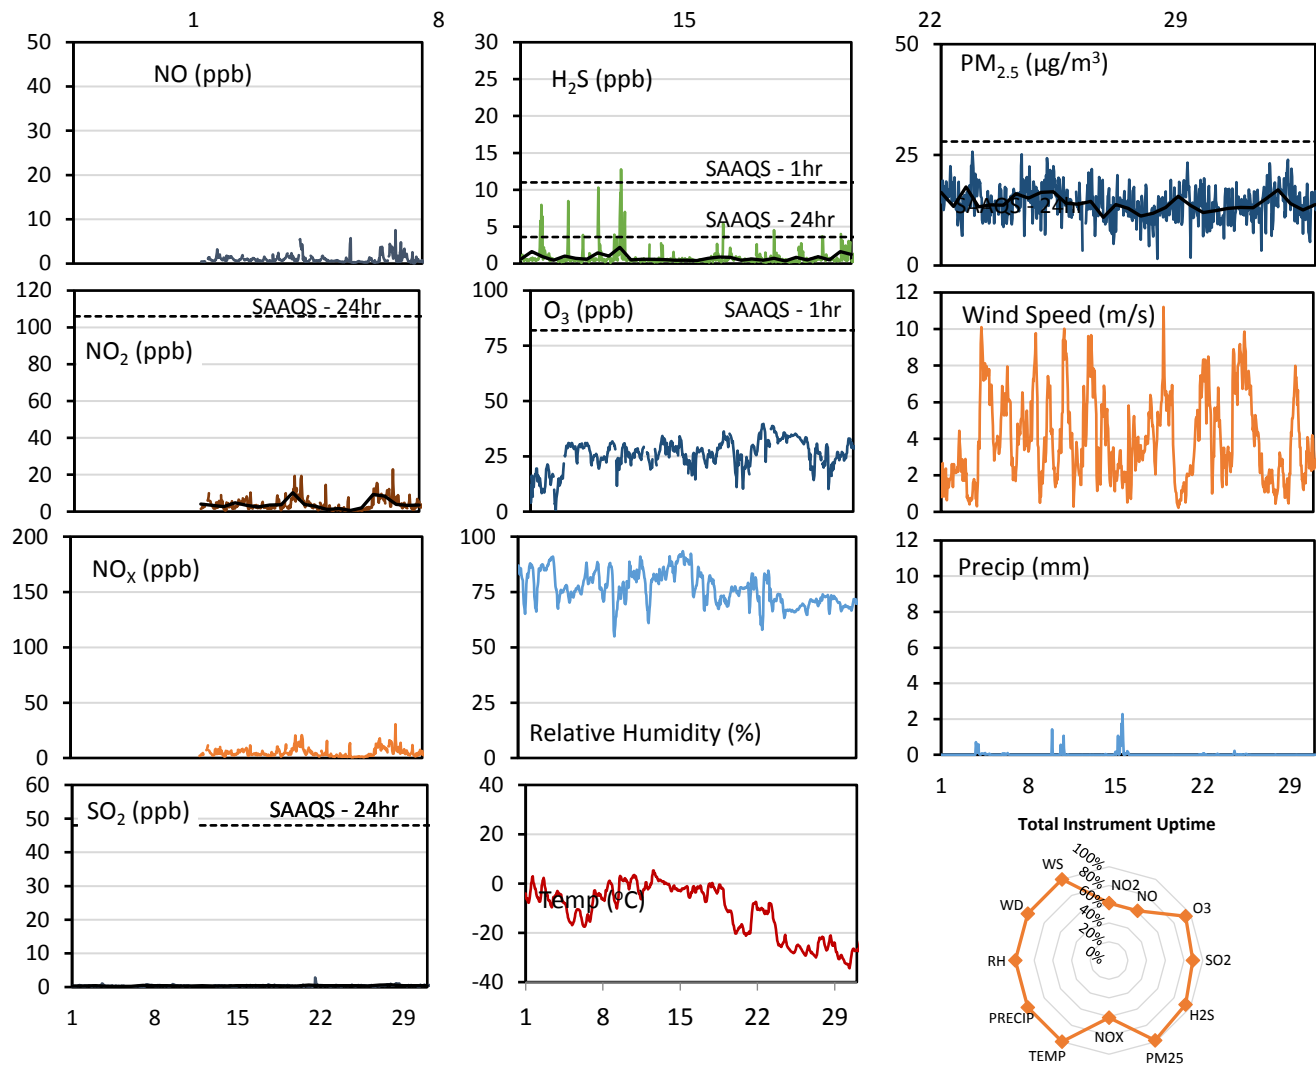 1 8 15 22 29
50
40
30
20
10
0
NO (ppb)
30
25
20
15
10
5
0
H2S (ppb)
SAAQS - 1hr
SAAQS - 24hr
50
25
0
PM2.5 (µg/m³)
SAAQS - 24hr
120
100
80
60
40
20
0
SAAQS - 24hr
NO2 (ppb)
100
75
50
25
0
O3 (ppb)
SAAQS - 1hr
12
10
8
6
4
2
0
Wind Speed (m/s)
200
150
100
50
0
NOX (ppb)
100
75
50
25
0
Relative Humidity (%)
12
10
8
6
4
2
0
Precip (mm)
1 8 15 22 29
60
50
40
30
20
10
0
SO2 (ppb)
SAAQS - 24hr
1 8 15 22 29
40
20
0
-20
-40
Temp (ºC)
1 8 15 22 29
Total Instrument Uptime
100%
80%
60%
40%
20%
0%
NO2
NO
O3
SO2
H2S
PM25
NOX
TEMP
PRECIP
RH
WD
WS